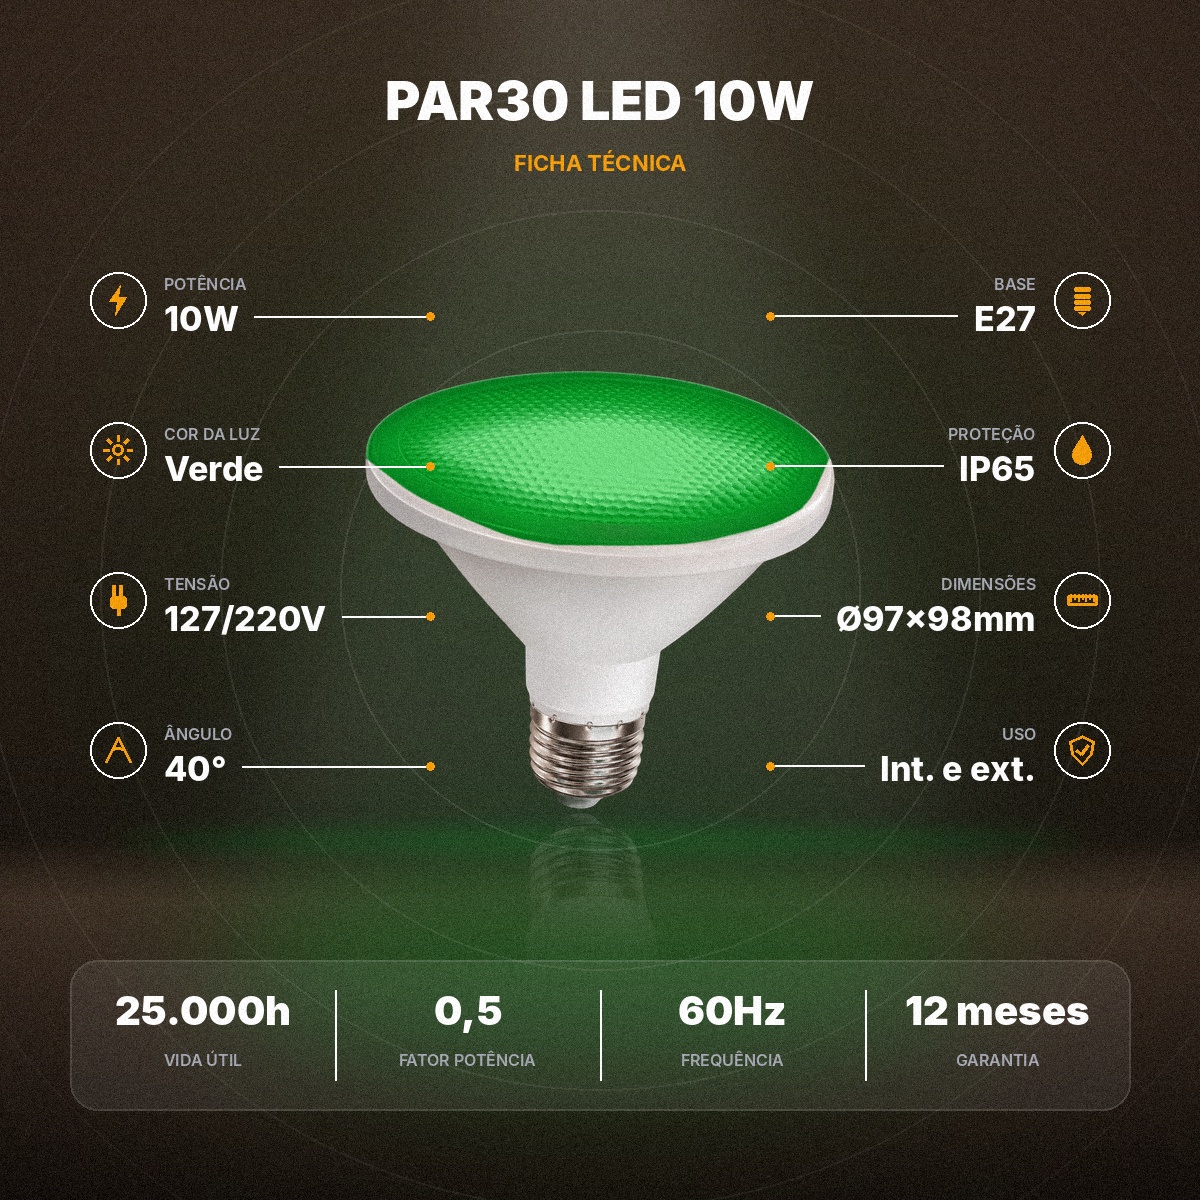 PAR30 LED 10W
FICHA TÉCNICA
POTÊNCIA
10W
BASE
E27
COR DA LUZ
Verde
PROTEÇÃO
IP65
TENSÃO
127/220V
DIMENSÕES
Ø97×98mm
ÂNGULO
40°
USO
Int. e ext.
25.000h
VIDA ÚTIL
0,5
FATOR POTÊNCIA
60Hz
FREQUÊNCIA
12 meses
GARANTIA